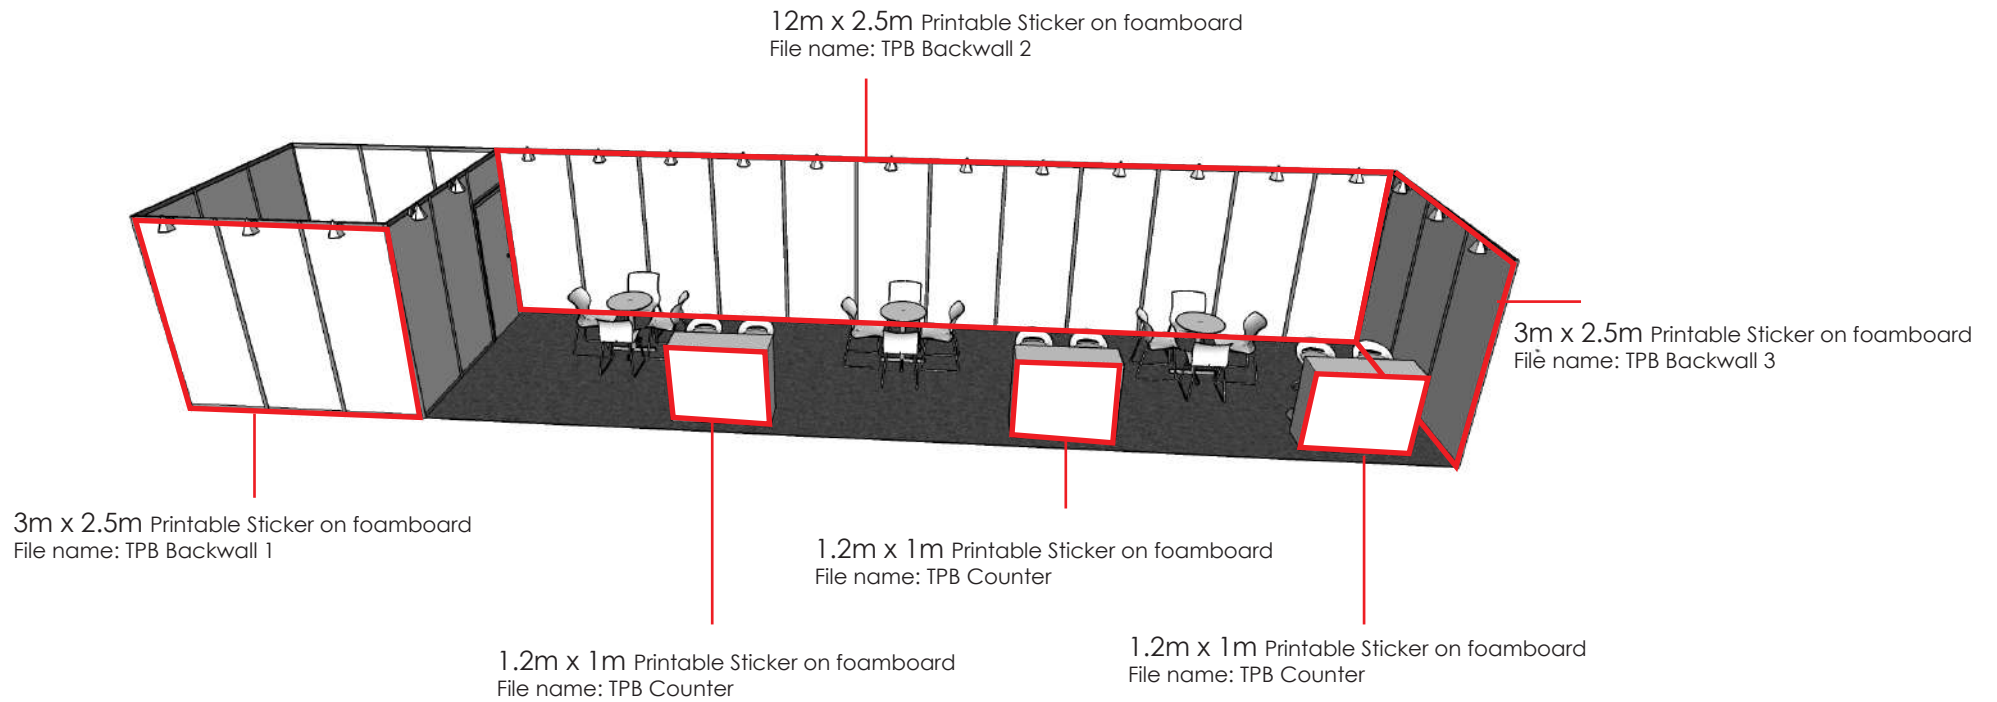 12m x 2.5m Printable Sticker on foamboard
File name: TPB Backwall 2
3m x 2.5m Printable Sticker on foamboard
File name: TPB Backwall 3
3m x 2.5m Printable Sticker on foamboard
File name: TPB Backwall 1
1.2m x 1m Printable Sticker on foamboard
File name: TPB Counter
1.2m x 1m Printable Sticker on foamboard
File name: TPB Counter
1.2m x 1m Printable Sticker on foamboard
File name: TPB Counter